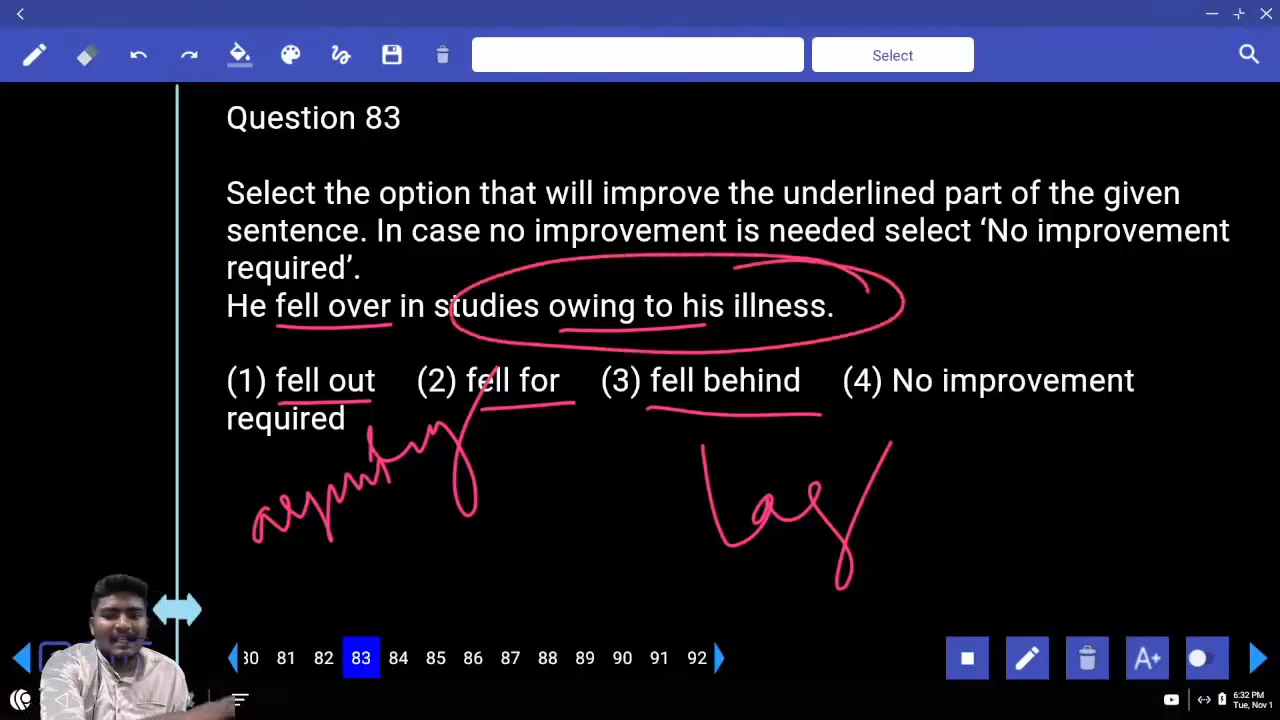 Select
Question 83
Select the option that will improve the underlined part of the given
sentence. In case no improvement is needed select ‘No improvement
required’.
He fell over in studies owing to his illness.
(1) fell out (2) fell for (3) fell behind (4) No improvement
required
Lag
81 82 83 84 85 86 87 88 89 90 91 92
A+
6:32 PM
Tue, Nov 1